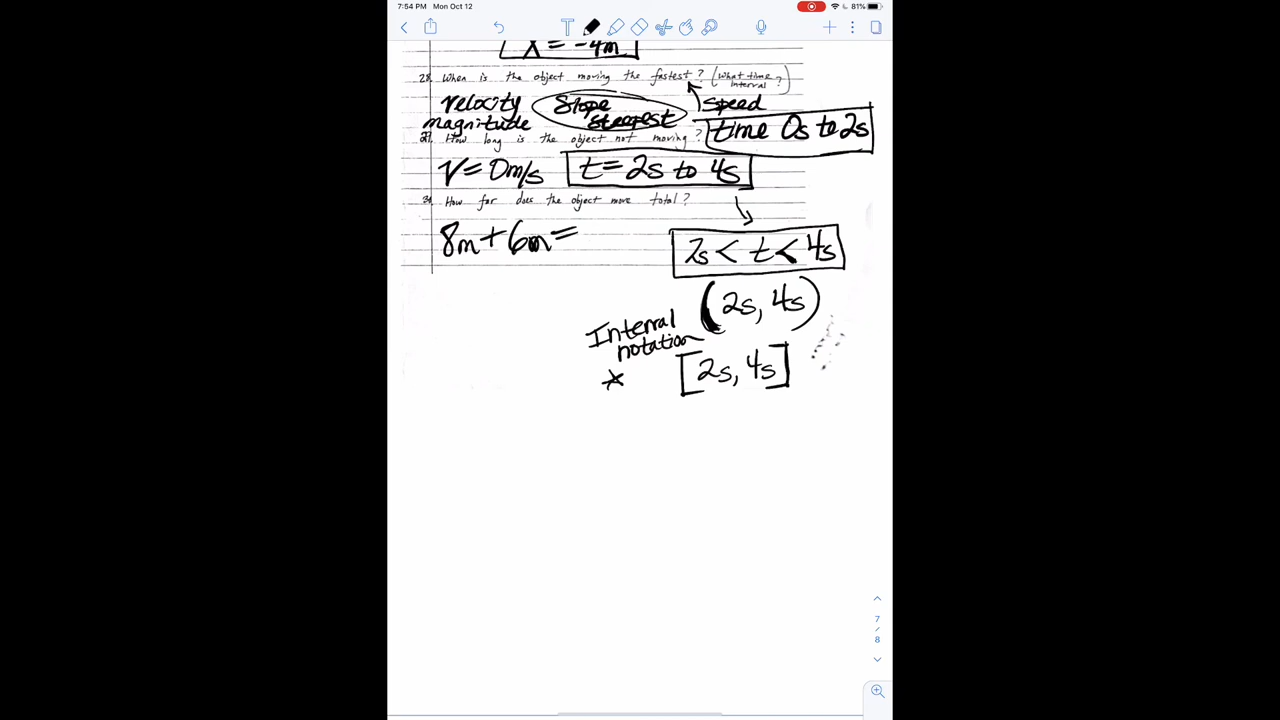 7:54 PM Mon Oct 12
81%
X = -4m
28. When is the object moving the fastest? (What time interval?)
velocity magnitude
Slope steepest
speed
time 0s to 2s
29. How long is the object not moving?
V = 0m/s
t = 2s to 4s
How far does the object move total?
8m + 6m =
2s < t < 4s
(2s, 4s)
Interval notation
[2s, 4s]
7
/
8